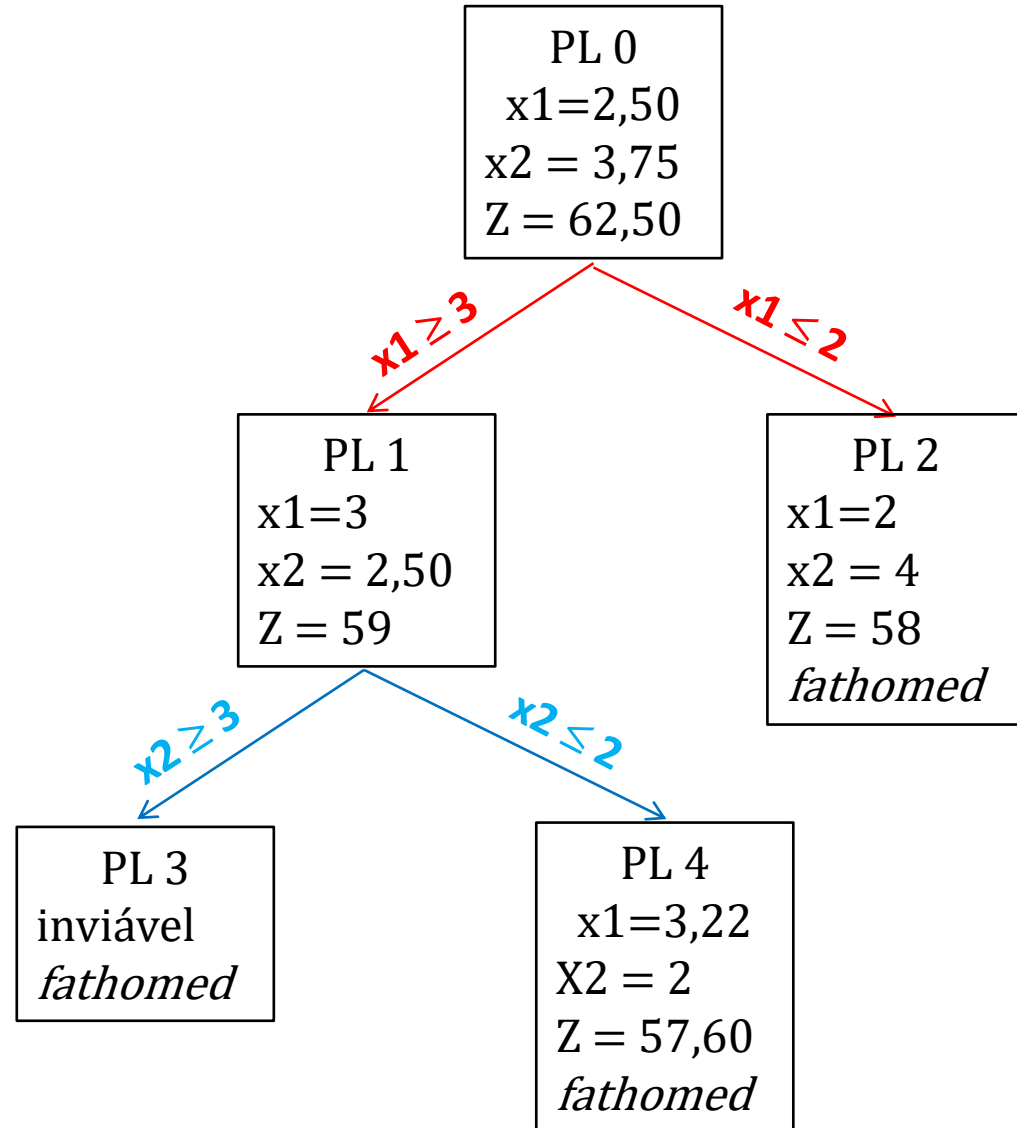 PL 0
x1=2,50
x2 = 3,75
Z = 62,50
x1 ≥ 3
x1 ≤ 2
PL 1
x1=3
x2 = 2,50
Z = 59
PL 2
x1=2
x2 = 4
Z = 58
fathomed
x2 ≥ 3
x2 ≤ 2
PL 3
inviável
fathomed
PL 4
x1=3,22
X2 = 2
Z = 57,60
fathomed